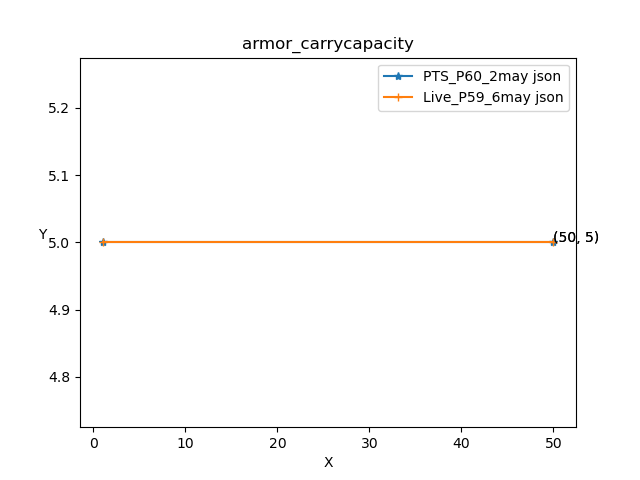 armor_carrycapacity
PTS_P60_2may json
Live_P59_6may json
5.2
5.1
Y
5.0
(50, 5)
4.9
4.8
0
10
20
30
40
50
X